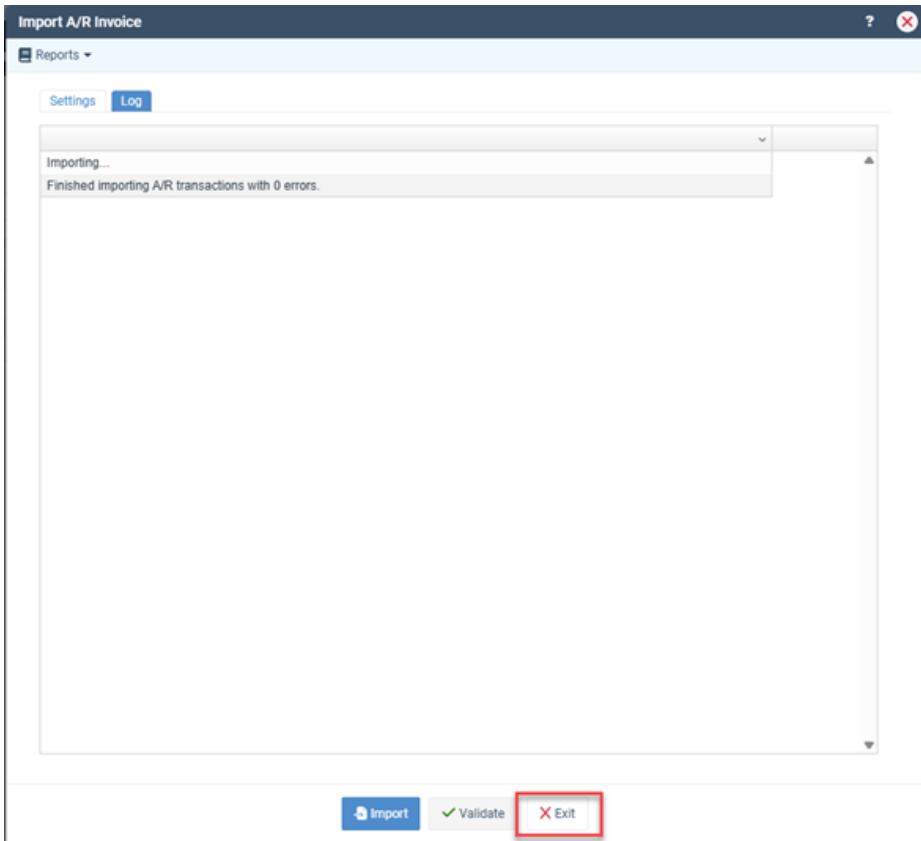 Import A/R Invoice ?
Reports
Settings Log
Importing...
Finished importing A/R transactions with 0 errors.
Import Validate Exit